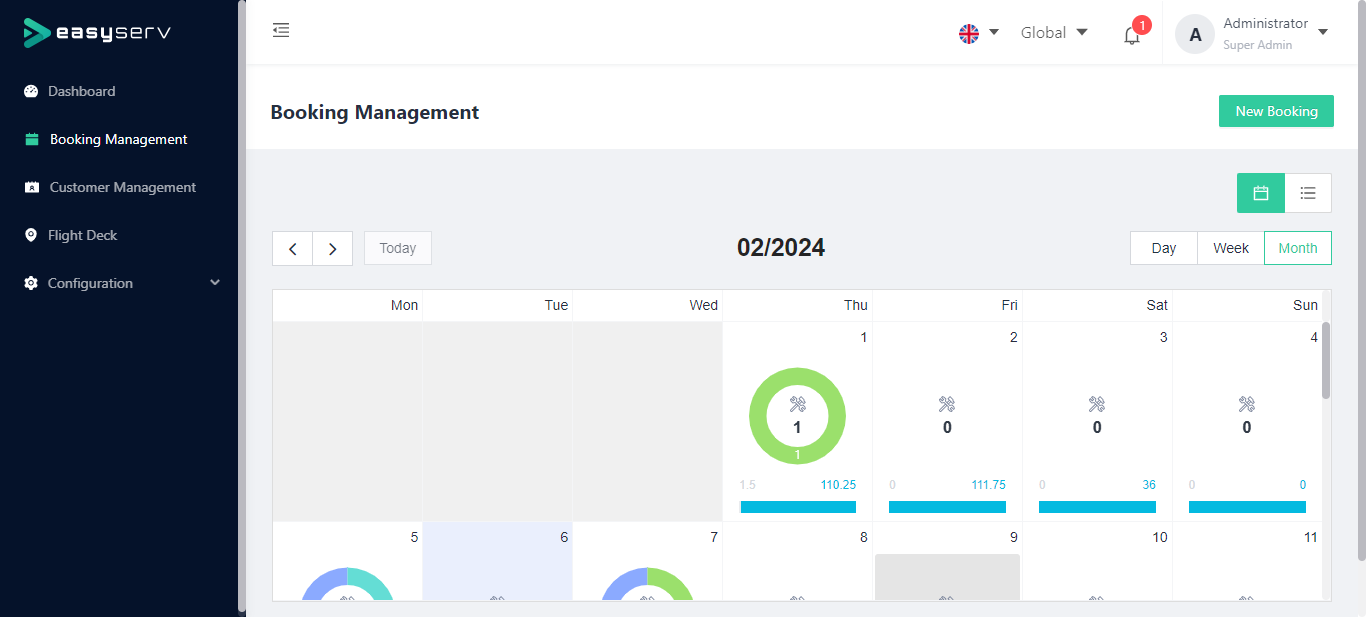 easyserv
Dashboard
Booking Management
Customer Management
Flight Deck
Configuration
Global
1
A
Administrator
Super Admin
Booking Management
New Booking
Today
02/2024
Day Week Month
Mon Tue Wed Thu Fri Sat Sun
1 2 3 4
1 0 0 0
1
1.5 110.25 0 111.75 0 36 0 0
5 6 7 8 9 10 11